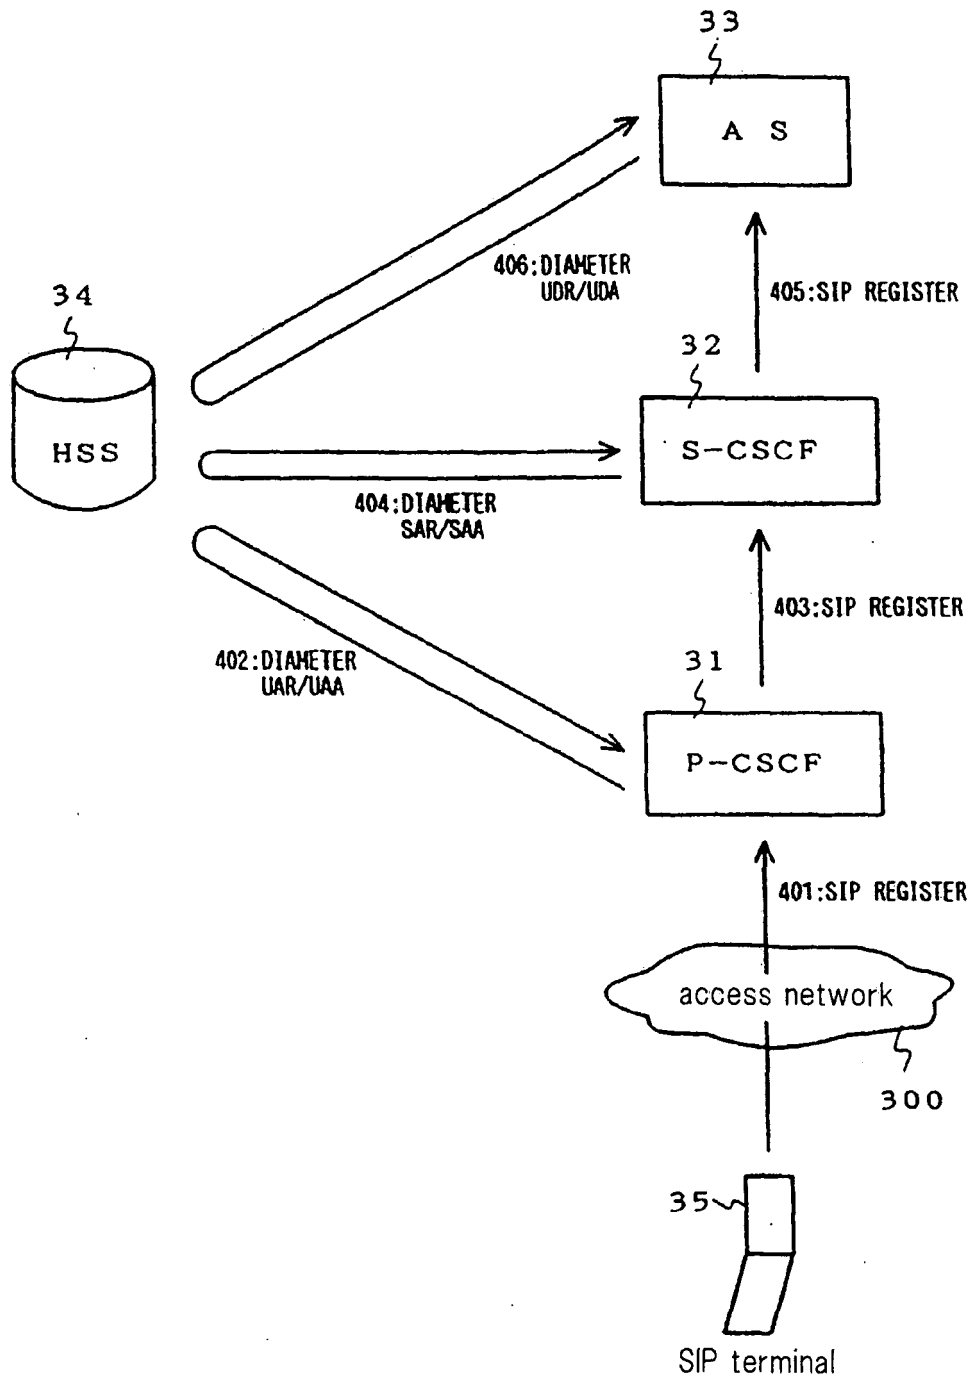 33
A S
406:DIAMETER
UDR/UDA
405:SIP REGISTER
34
32
HSS
S-CSCF
404:DIAMETER
SAR/SAA
403:SIP REGISTER
402:DIAMETER
UAR/UAA
31
P-CSCF
401:SIP REGISTER
access network
300
35
SIP terminal